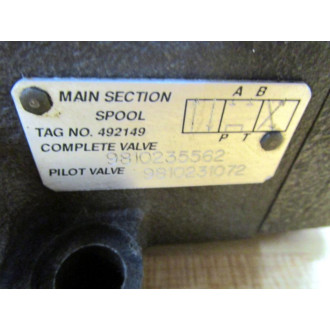 MAIN SECTION
SPOOL
A B
P T
TAG NO. 492149
COMPLETE VALVE
9810235562
PILOT VALVE 9810231072